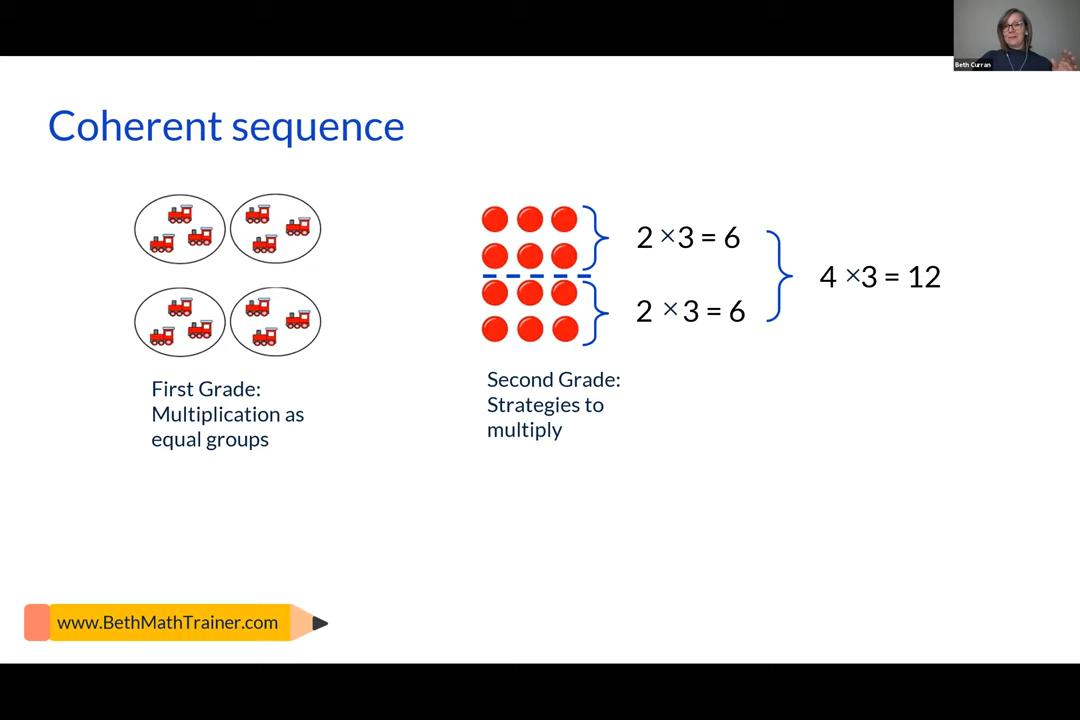 Beth Curran
Coherent sequence
2 ×3 = 6
4 ×3 = 12
2 ×3 = 6
First Grade:
Multiplication as
equal groups
Second Grade:
Strategies to
multiply
www.BethMathTrainer.com